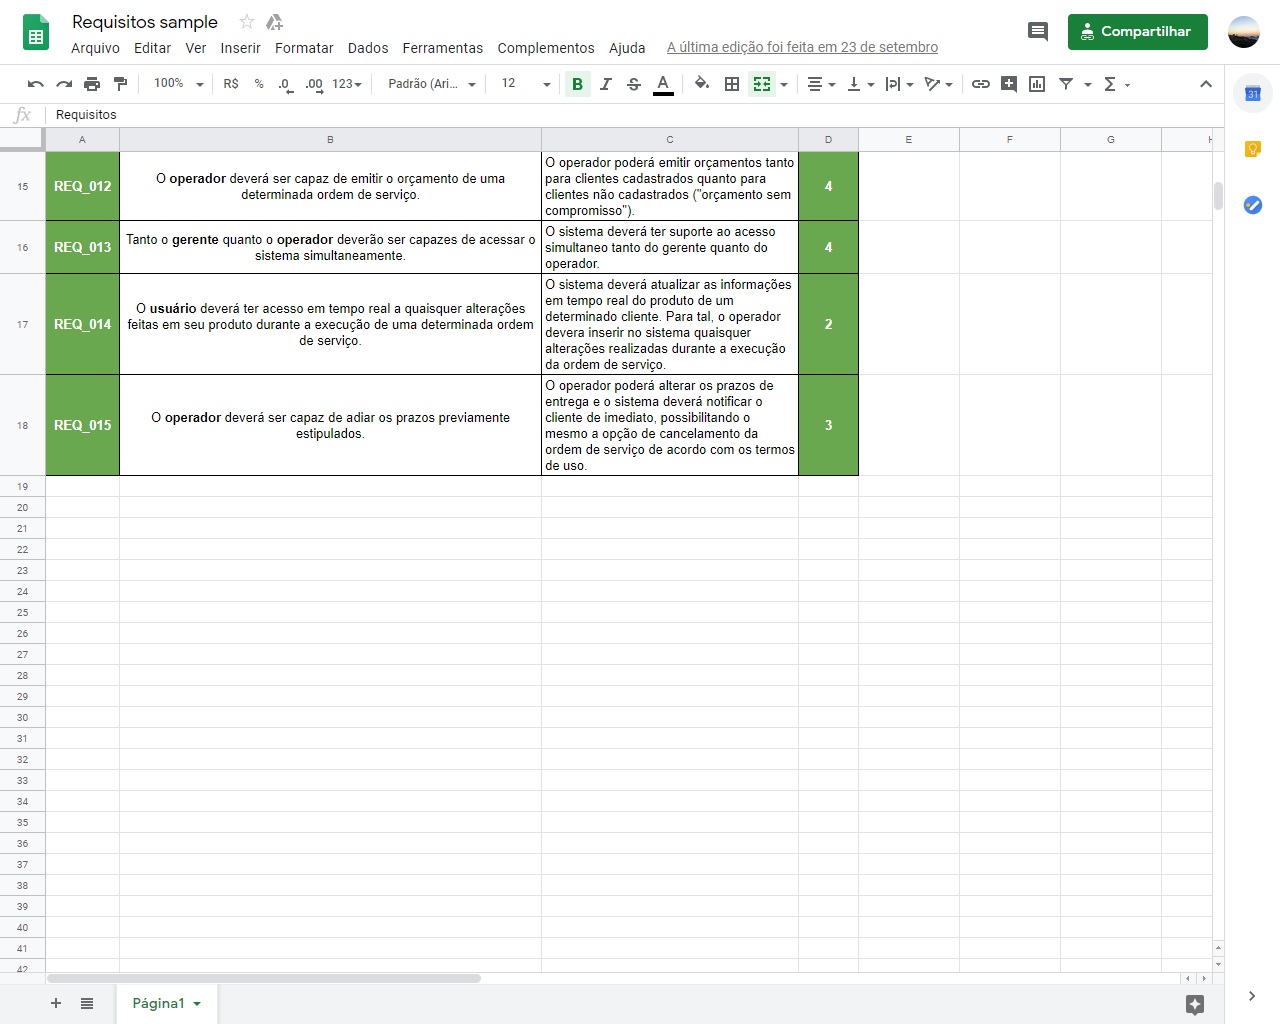 Requisitos sample
Arquivo Editar Ver Inserir Formatar Dados Ferramentas Complementos Ajuda A última edição foi feita em 23 de setembro
Compartilhar
100% R$ % .0 .00 123 Padrão (Ari... 12 B I S A Σ
31
fx Requisitos
A B C D E F G H
15 REQ_012
O operador deverá ser capaz de emitir o orçamento de uma
determinada ordem de serviço.
O operador poderá emitir orçamentos tanto
para clientes cadastrados quanto para
clientes não cadastrados ("orçamento sem
compromisso").
4
16 REQ_013
Tanto o gerente quanto o operador deverão ser capazes de acessar o
sistema simultaneamente.
O sistema deverá ter suporte ao acesso
simultaneo tanto do gerente quanto do
operador.
4
17 REQ_014
O usuário deverá ter acesso em tempo real a quaisquer alterações
feitas em seu produto durante a execução de uma determinada ordem
de serviço.
O sistema deverá atualizar as informações
em tempo real do produto de um
determinado cliente. Para tal, o operador
devera inserir no sistema quaisquer
alterações realizadas durante a execução
da ordem de serviço.
2
18 REQ_015
O operador deverá ser capaz de adiar os prazos previamente
estipulados.
O operador poderá alterar os prazos de
entrega e o sistema deverá notificar o
cliente de imediato, possibilitando o
mesmo a opção de cancelamento da
ordem de serviço de acordo com os termos
de uso.
3
19
20
21
22
23
24
25
26
27
28
29
30
31
32
33
34
35
36
37
38
39
40
41
42
Página1